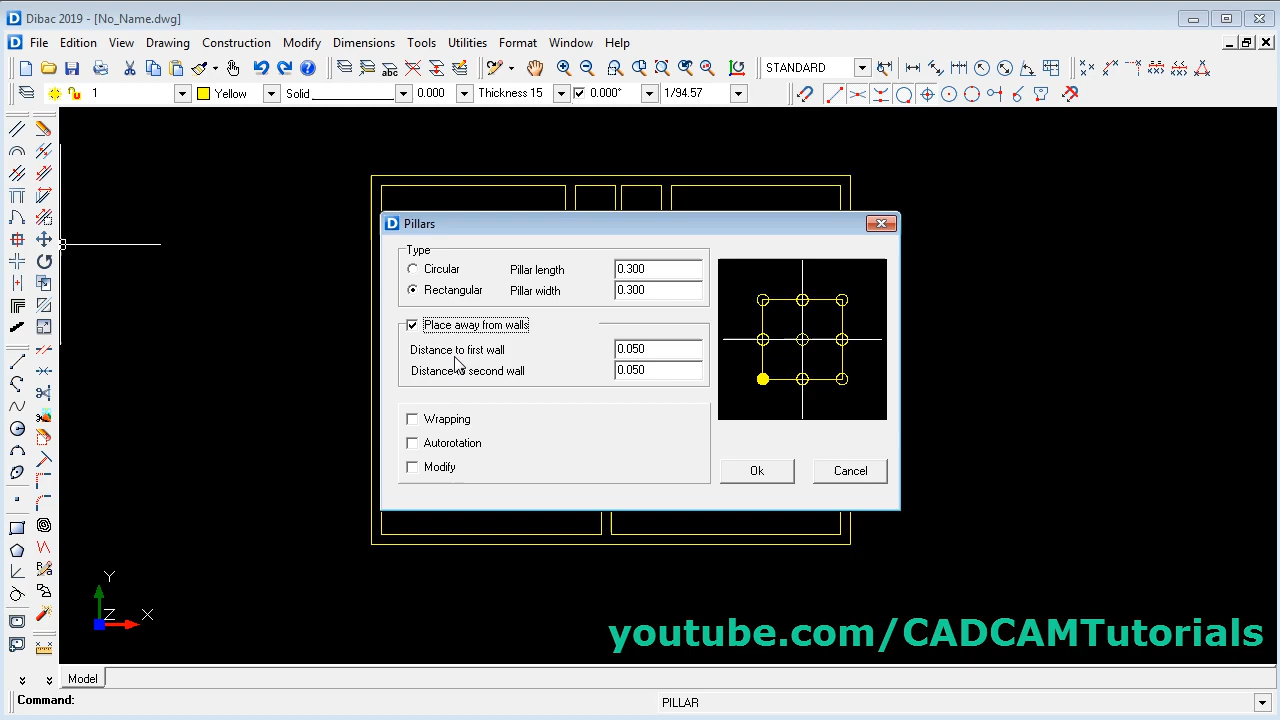 Dibac 2019 - [No_Name.dwg]
File Edition View Drawing Construction Modify Dimensions Tools Utilities Format Window Help
STANDARD
1 Yellow Solid 0.000 Thickness 15 0.000° 1/94.57
Pillars
Type
Circular Pillar length 0.300
Rectangular Pillar width 0.300
Place away from walls
Distance to first wall 0.050
Distance to second wall 0.050
Wrapping
Autorotation
Modify
Ok Cancel
Y
Z X
youtube.com/CADCAMTutorials
Model
Command: PILLAR